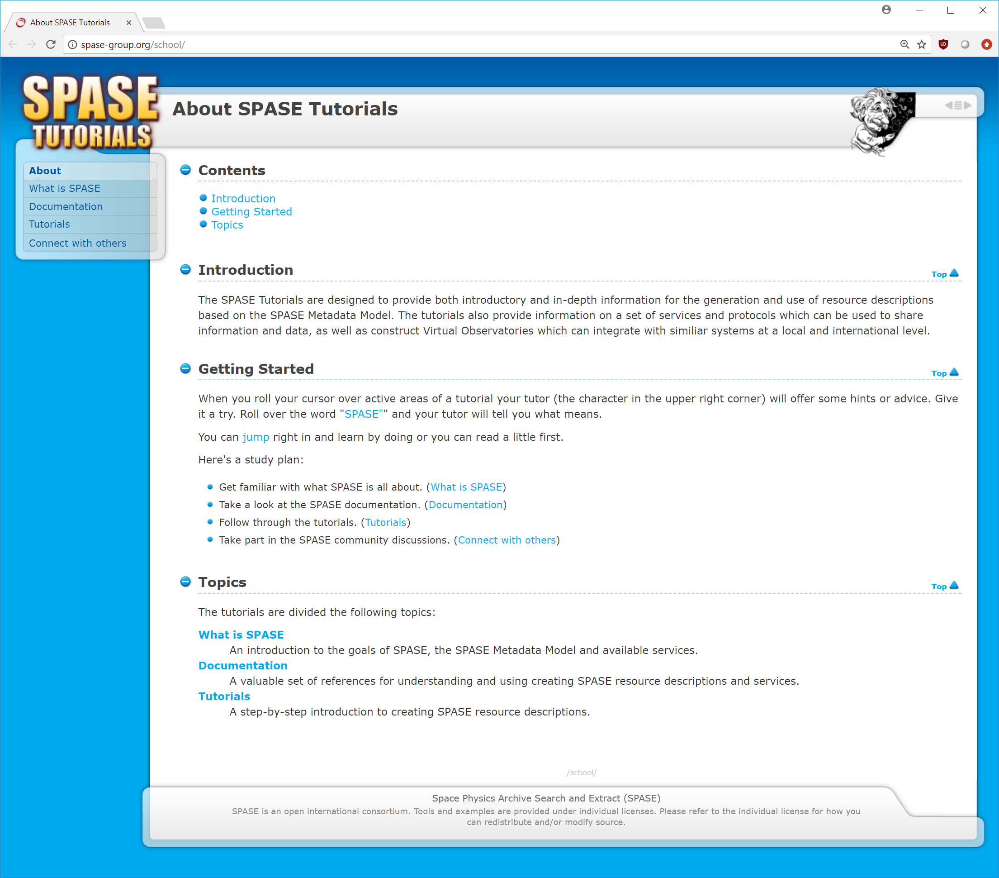 About SPASE Tutorials
spase-group.org/school/
SPASE
TUTORIALS
About SPASE Tutorials
About
What is SPASE
Documentation
Tutorials
Connect with others
Contents
Introduction
Getting Started
Topics
Introduction
Top
The SPASE Tutorials are designed to provide both introductory and in-depth information for the generation and use of resource descriptions
based on the SPASE Metadata Model. The tutorials also provide information on a set of services and protocols which can be used to share
information and data, as well as construct Virtual Observatories which can integrate with similiar systems at a local and international level.
Getting Started
Top
When you roll your cursor over active areas of a tutorial your tutor (the character in the upper right corner) will offer some hints or advice. Give
it a try. Roll over the word "SPASE"" and your tutor will tell you what means.
You can jump right in and learn by doing or you can read a little first.
Here's a study plan:
Get familiar with what SPASE is all about. (What is SPASE)
Take a look at the SPASE documentation. (Documentation)
Follow through the tutorials. (Tutorials)
Take part in the SPASE community discussions. (Connect with others)
Topics
Top
The tutorials are divided the following topics:
What is SPASE
An introduction to the goals of SPASE, the SPASE Metadata Model and available services.
Documentation
A valuable set of references for understanding and using creating SPASE resource descriptions and services.
Tutorials
A step-by-step introduction to creating SPASE resource descriptions.
/school/
Space Physics Archive Search and Extract (SPASE)
SPASE is an open international consortium. Tools and examples are provided under individual licenses. Please refer to the individual license for how you
can redistribute and/or modify source.